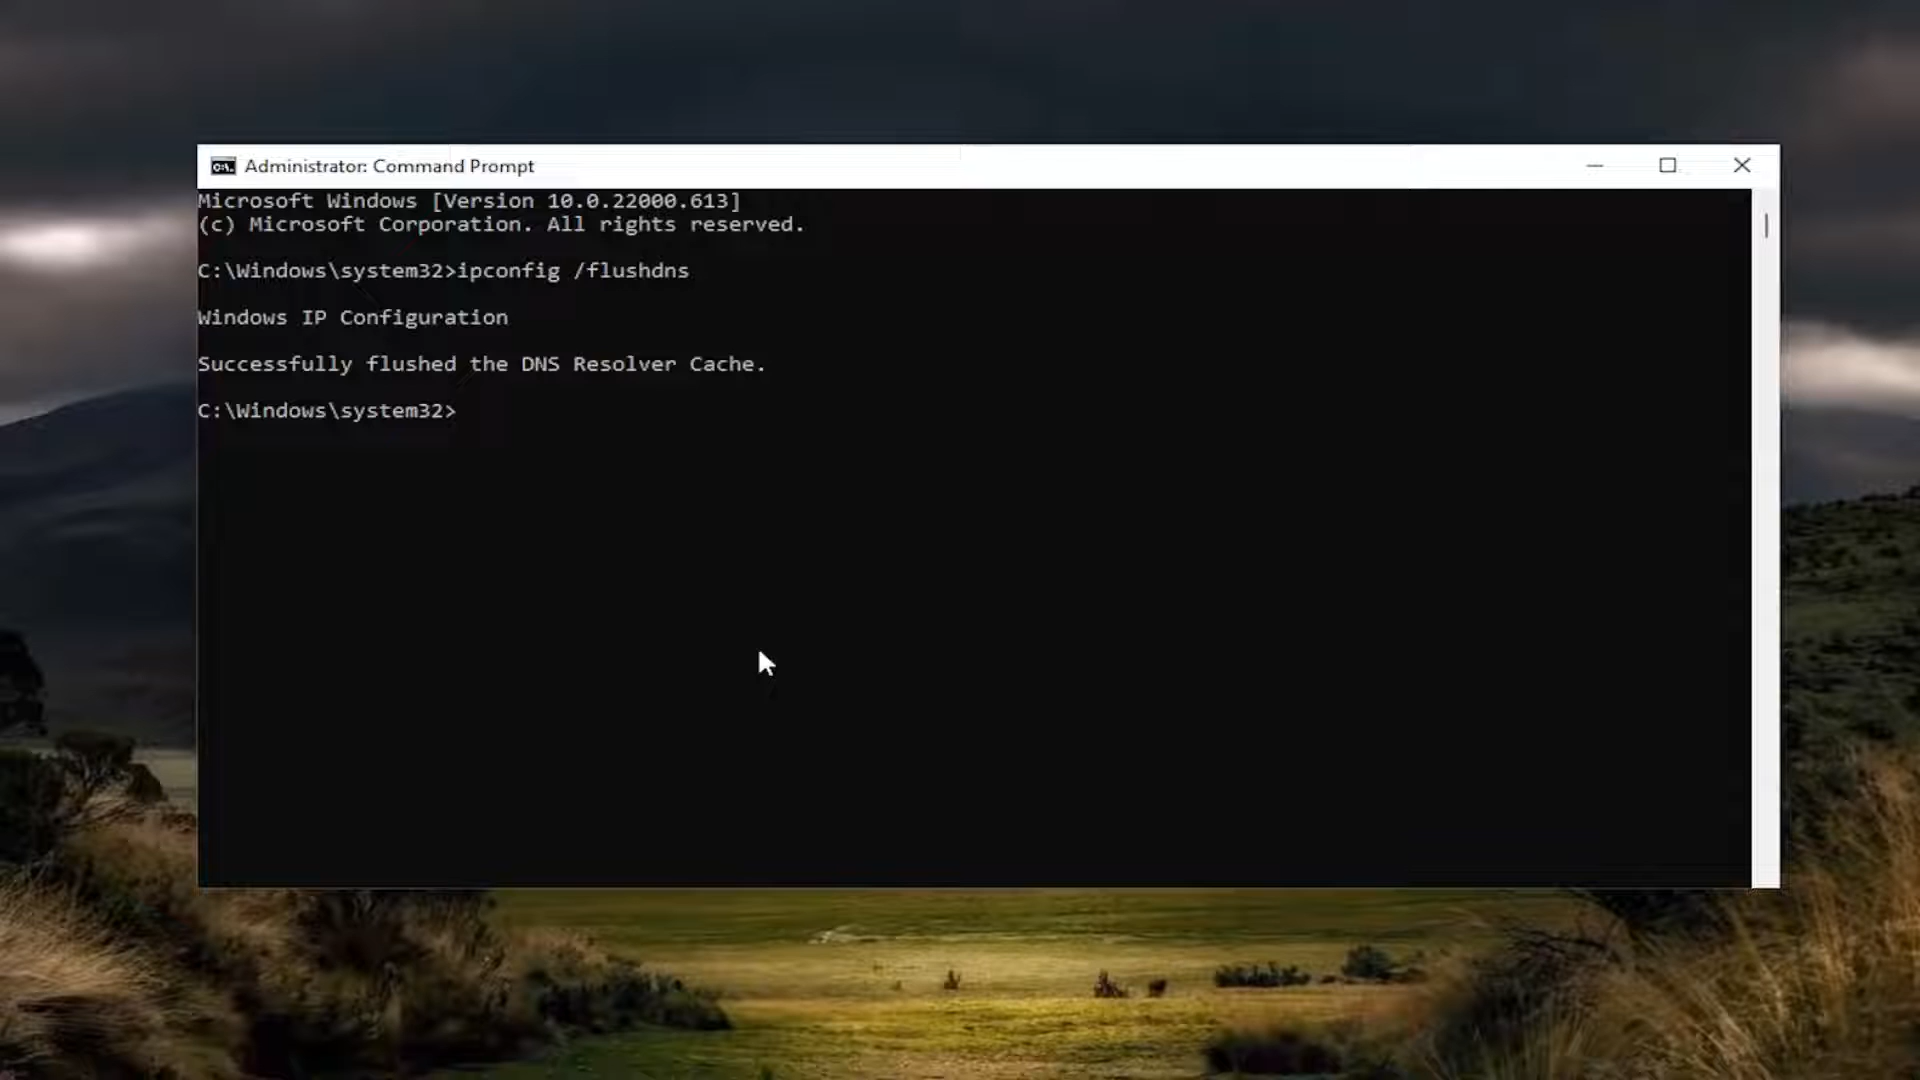 Administrator: Command Prompt
Microsoft Windows [Version 10.0.22000.613]
(c) Microsoft Corporation. All rights reserved.
C:\Windows\system32>ipconfig /flushdns
Windows IP Configuration
Successfully flushed the DNS Resolver Cache.
C:\Windows\system32>